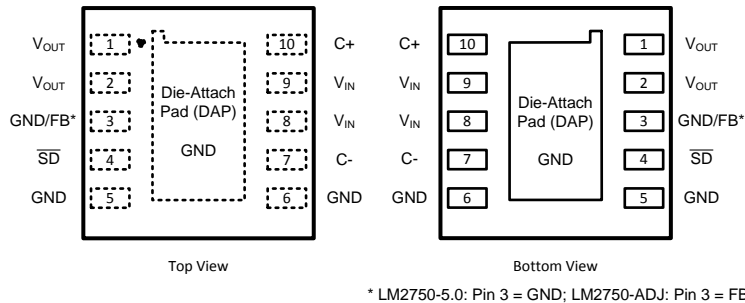 VOUT 1 10 C+
VOUT 2 9 VIN
GND/FB* 3 8 VIN
SD 4 7 C-
GND 5 6 GND
Die-Attach
Pad (DAP)
GND
Top View
C+ 10 1 VOUT
VIN 9 2 VOUT
VIN 8 3 GND/FB*
C- 7 4 SD
GND 6 5 GND
Die-Attach
Pad (DAP)
GND
Bottom View
* LM2750-5.0: Pin 3 = GND; LM2750-ADJ: Pin 3 = FB